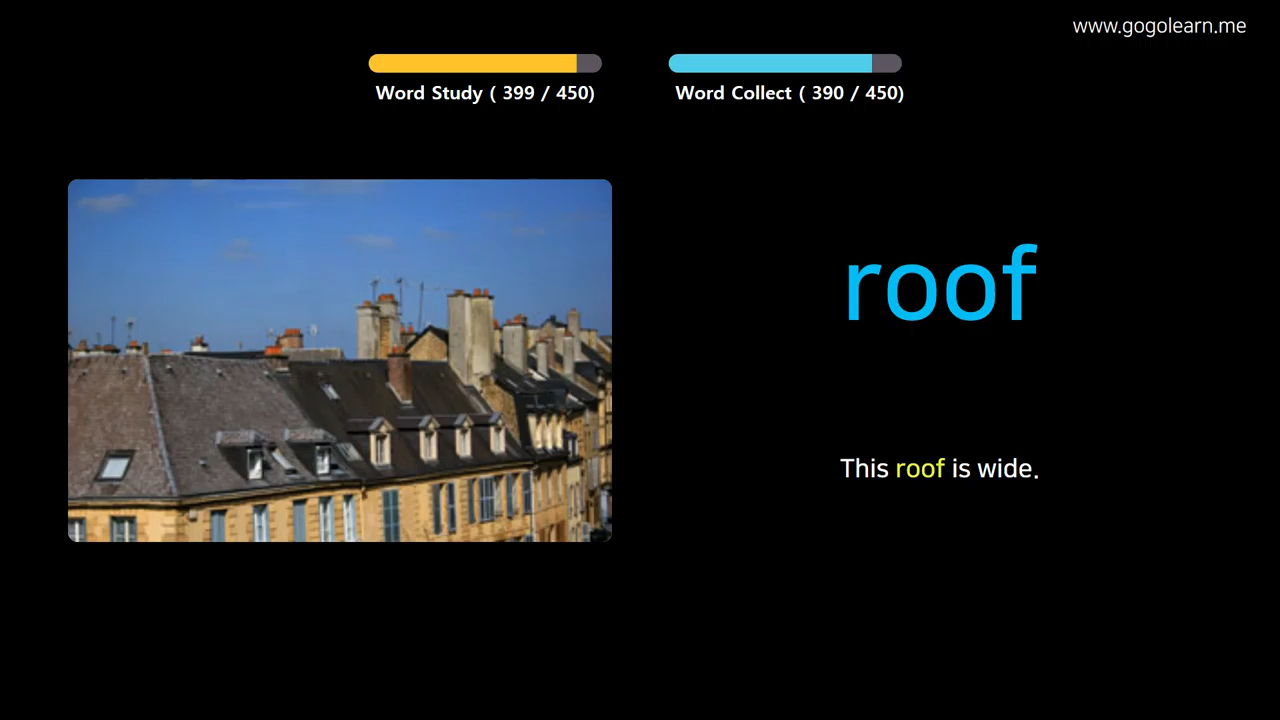 www.gogolearn.me
Word Study ( 399 / 450)
Word Collect ( 390 / 450)
roof
This roof is wide.